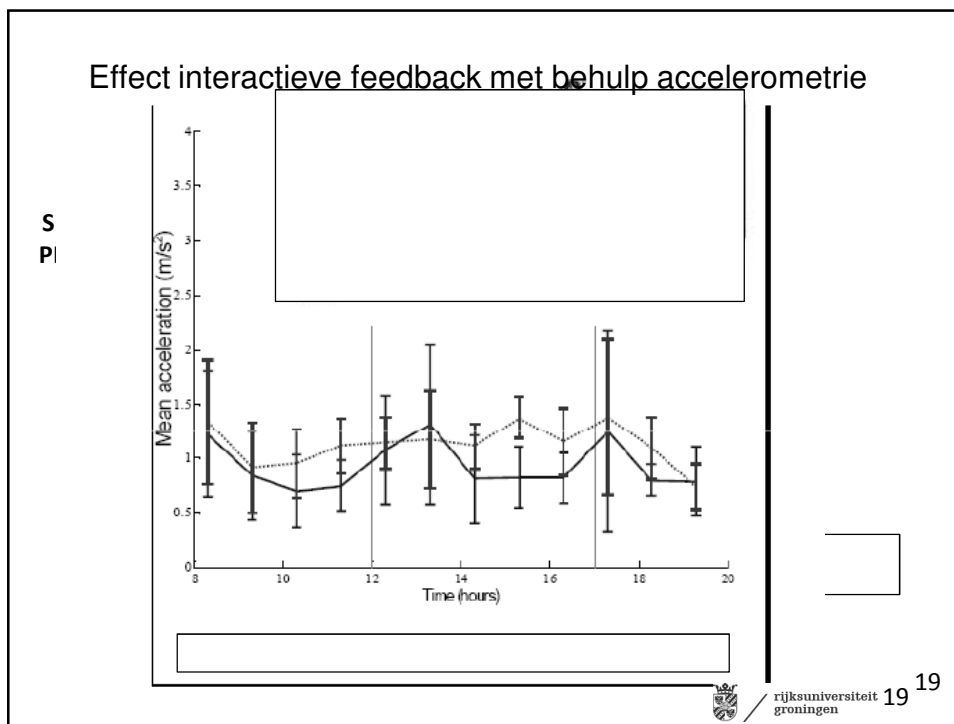 Effect interactieve feedback met behulp accelerometrie
4
3.5
3
2.5
2
1.5
1
0.5
0
Mean acceleration (m/s²)
8 10 12 14 16 18 20
Time (hours)
rijksuniversiteit
groningen
19
19